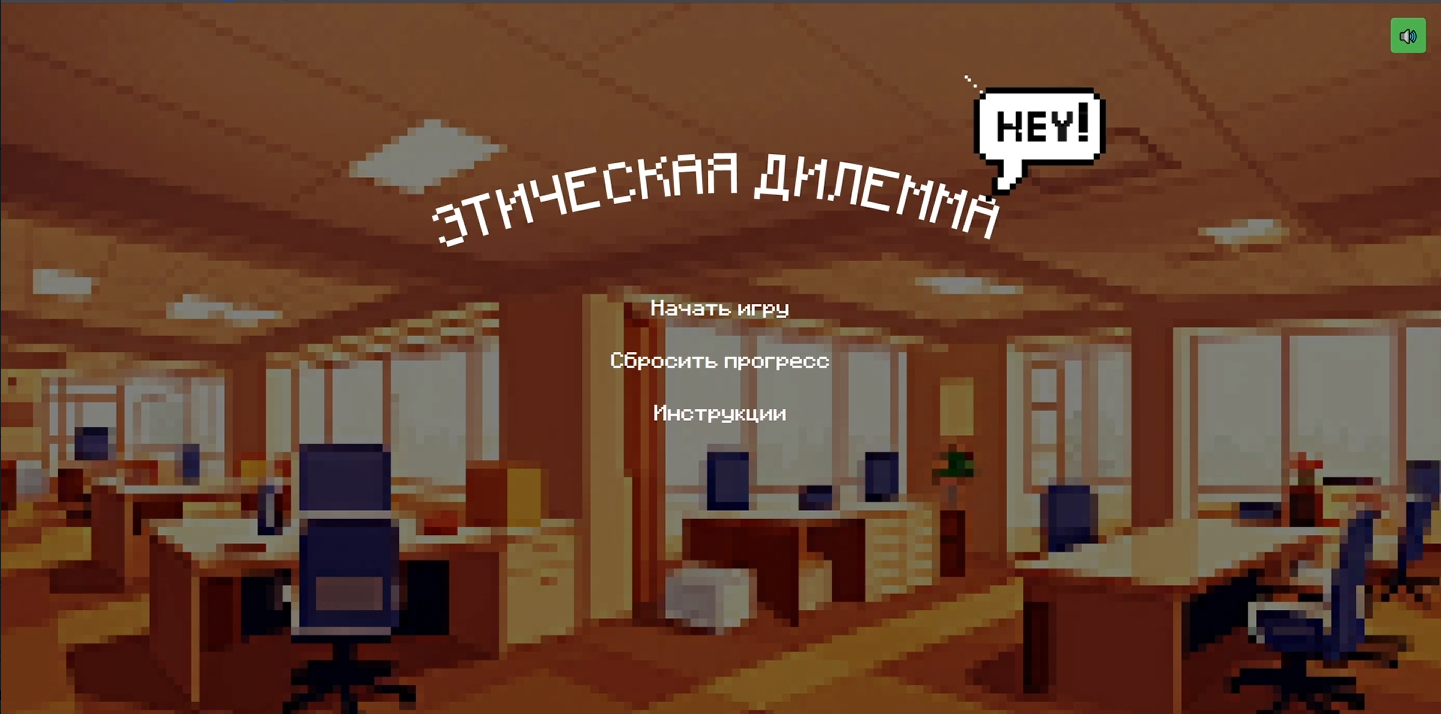 HEY!
ЭТИЧЕСКАЯ ДИЛЕММА
Начать игру
Сбросить прогресс
Инструкции